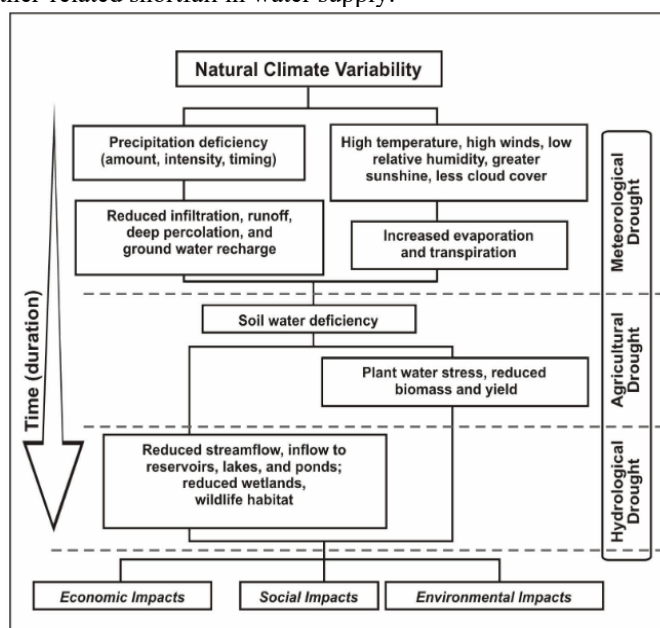 ther-related shortfall in water supply.
Natural Climate Variability
Precipitation deficiency
(amount, intensity, timing)
High temperature, high winds, low
relative humidity, greater
sunshine, less cloud cover
Reduced infiltration, runoff,
deep percolation, and
ground water recharge
Increased evaporation
and transpiration
Meteorological
Drought
Soil water deficiency
Plant water stress, reduced
biomass and yield
Agricultural
Drought
Time (duration)
Reduced streamflow, inflow to
reservoirs, lakes, and ponds;
reduced wetlands,
wildlife habitat
Hydrological
Drought
Economic Impacts
Social Impacts
Environmental Impacts